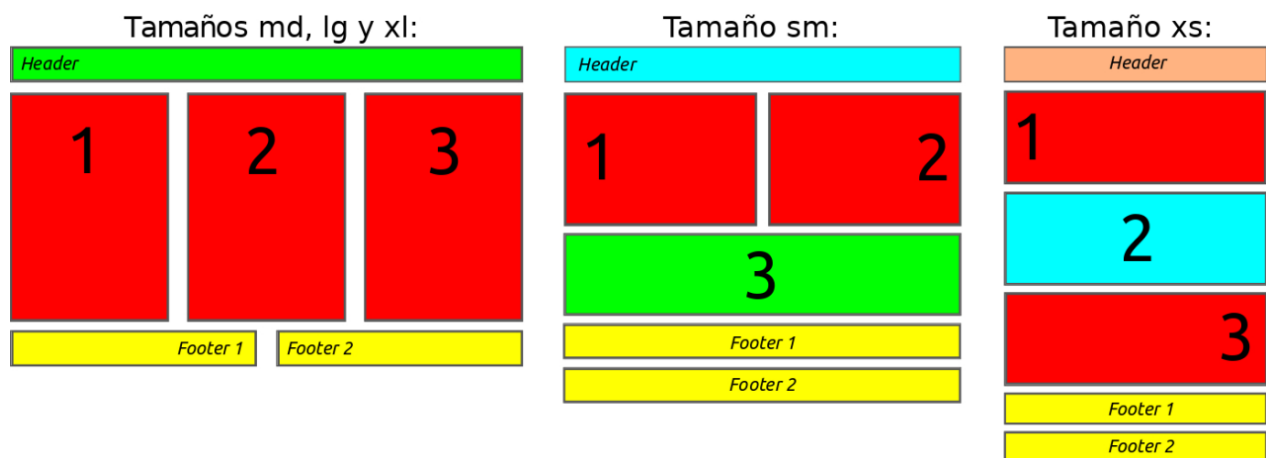 Tamaños md, lg y xl:
Header
1
2
3
Footer 1
Footer 2
Tamaño sm:
Header
1
2
3
Footer 1
Footer 2
Tamaño xs:
Header
1
2
3
Footer 1
Footer 2